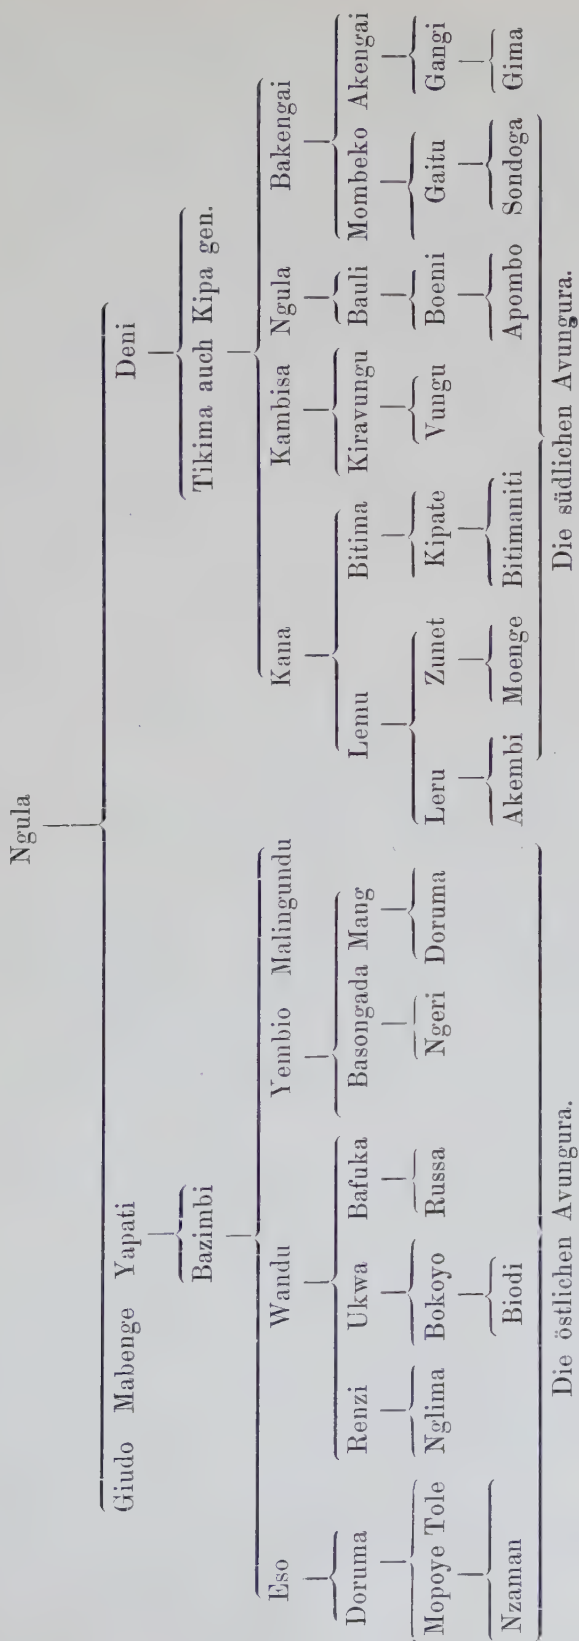 Ngula
Giudo Mabenge Yapati Deni
Bazimbi Tikima auch Kipa gen.
Eso Wandu Yembio Malingundu Kana Kambisa Ngula Bakengai
Doruma Renzi Ukwa Bafuka Basongada Mang Lemu Bitima Kiravungu Bauli Mombeko Akengai
Mopoye Tole Nglima Bokoyo Russa Ngeri Doruma Leru Zunet Kipate Vungu Boemi Gaitu Gangi
Nzaman Biodi Akembi Moenge Bitimaniti Apombo Sondoga Gima
Die östlichen Avungura. Die südlichen Avungura.